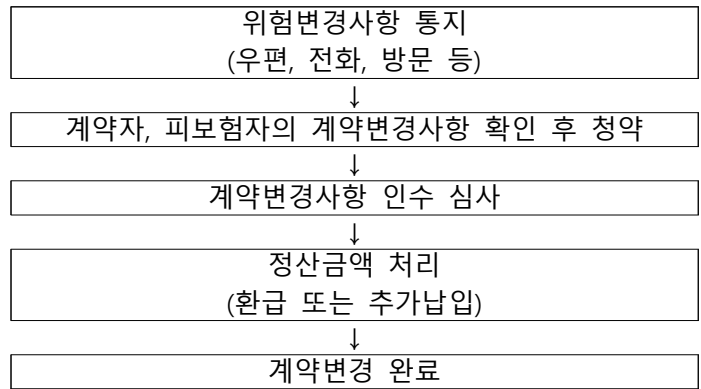 위험변경사항 통지
(우편, 전화, 방문 등)
↓
계약자, 피보험자의 계약변경사항 확인 후 청약
↓
계약변경사항 인수 심사
↓
정산금액 처리
(환급 또는 추가납입)
↓
계약변경 완료